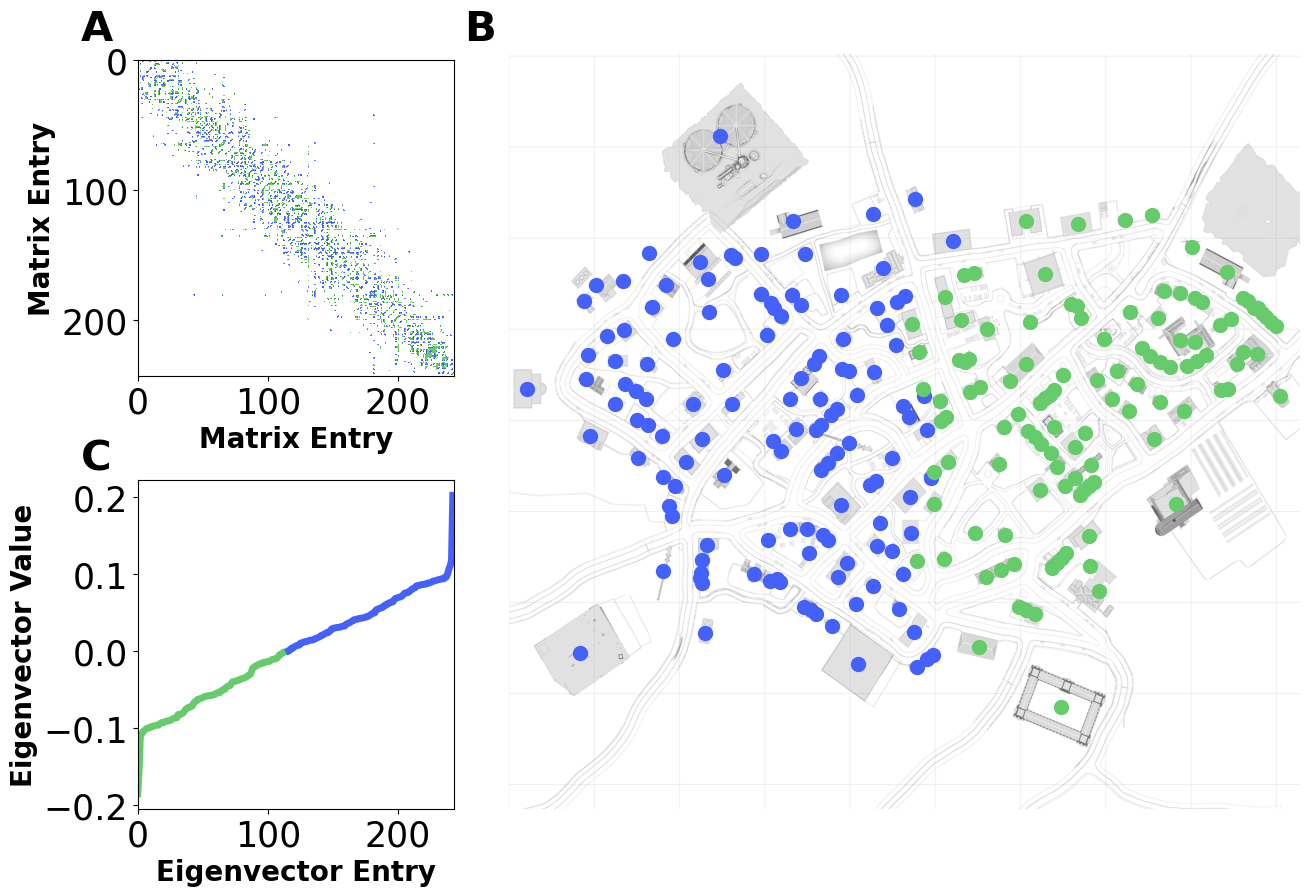 A
0
100
200
Matrix Entry
0 100 200
Matrix Entry
B
C
0.2
0.1
0.0
−0.1
−0.2
Eigenvector Value
0 100 200
Eigenvector Entry